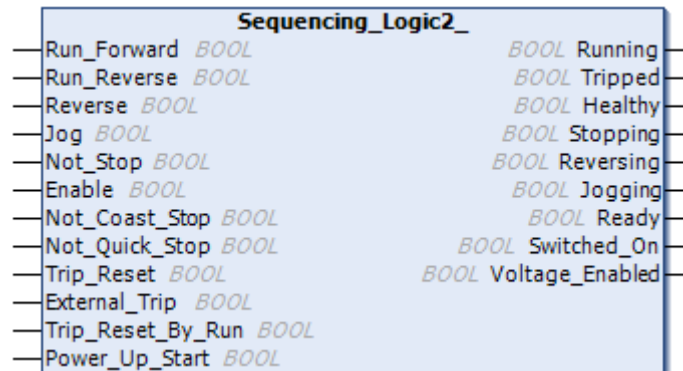 Sequencing_Logic2_
Run_Forward BOOL BOOL Running
Run_Reverse BOOL BOOL Tripped
Reverse BOOL BOOL Healthy
Jog BOOL BOOL Stopping
Not_Stop BOOL BOOL Reversing
Enable BOOL BOOL Jogging
Not_Coast_Stop BOOL BOOL Ready
Not_Quick_Stop BOOL BOOL Switched_On
Trip_Reset BOOL BOOL Voltage_Enabled
External_Trip BOOL
Trip_Reset_By_Run BOOL
Power_Up_Start BOOL